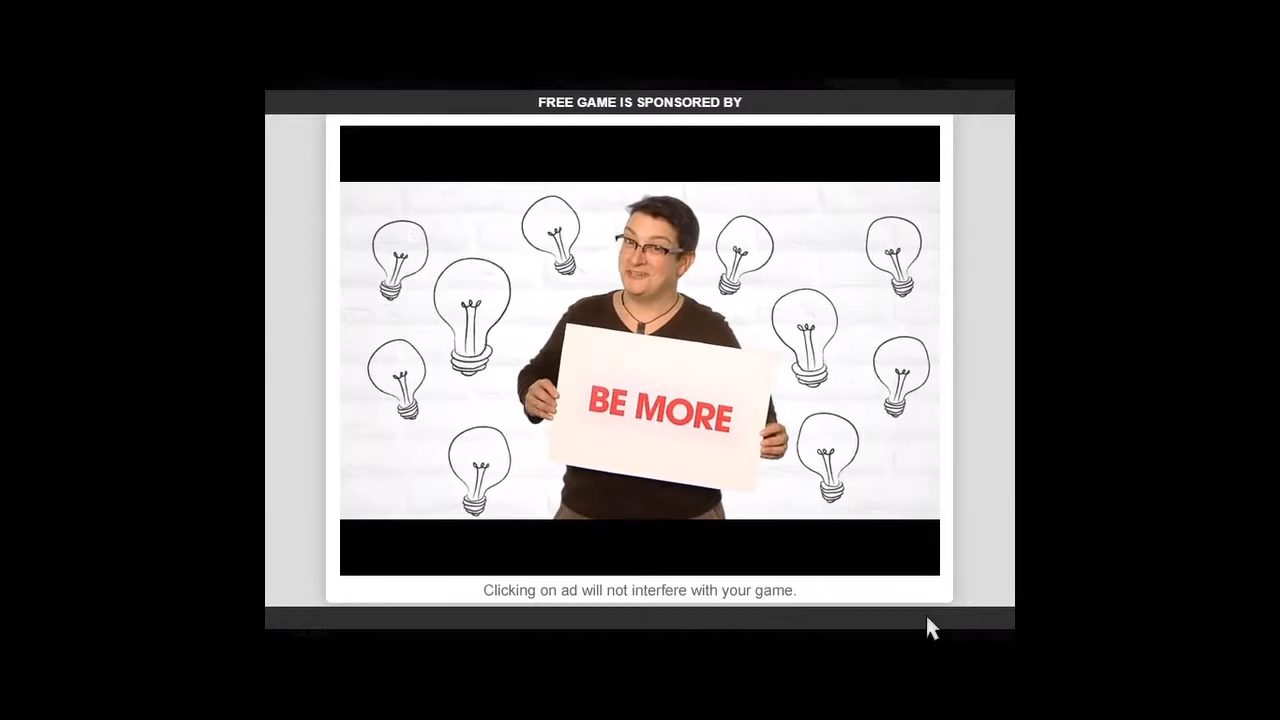 FREE GAME IS SPONSORED BY
BE MORE
Clicking on ad will not interfere with your game.